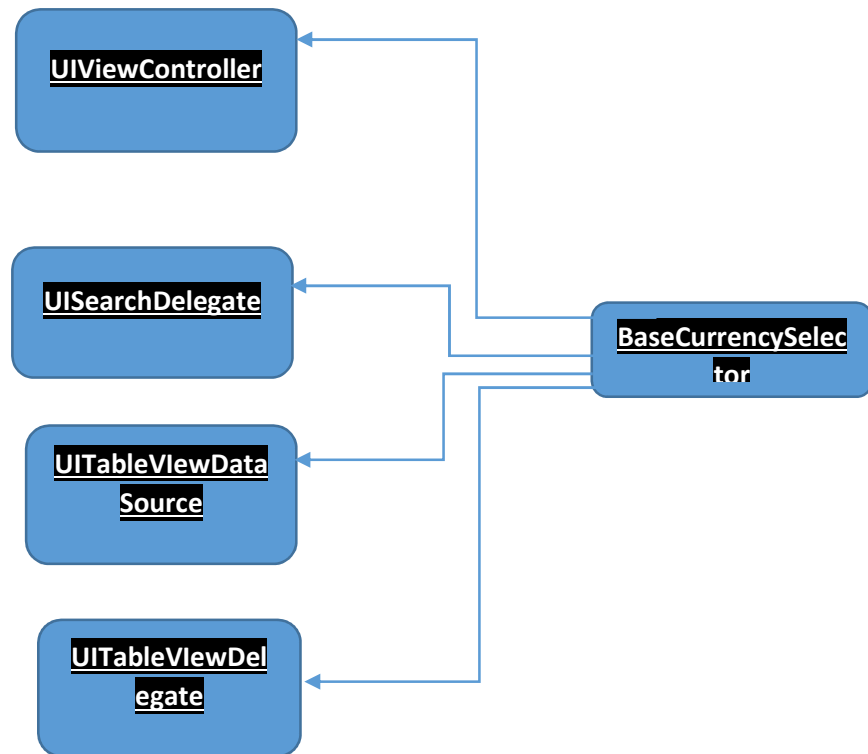 UIViewController
UISearchDelegate
BaseCurrencySelec
tor
UITableVIewData
Source
UITableVIewDel
egate